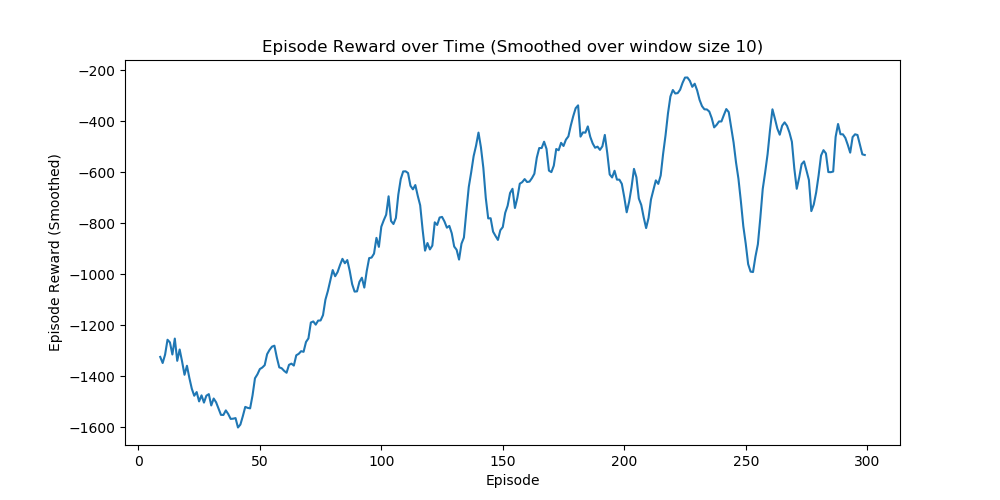 Episode Reward over Time (Smoothed over window size 10)
Episode Reward (Smoothed)
−200
−400
−600
−800
−1000
−1200
−1400
−1600
0 50 100 150 200 250 300
Episode